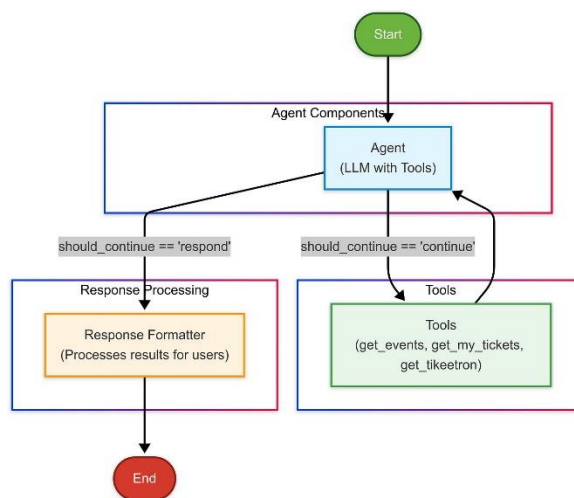 Start
Agent Components
Agent
(LLM with Tools)
should_continue == 'respond'
should_continue == 'continue'
Response Processing
Response Formatter
(Processes results for users)
Tools
Tools
(get_events, get_my_tickets,
get_tikeetron)
End